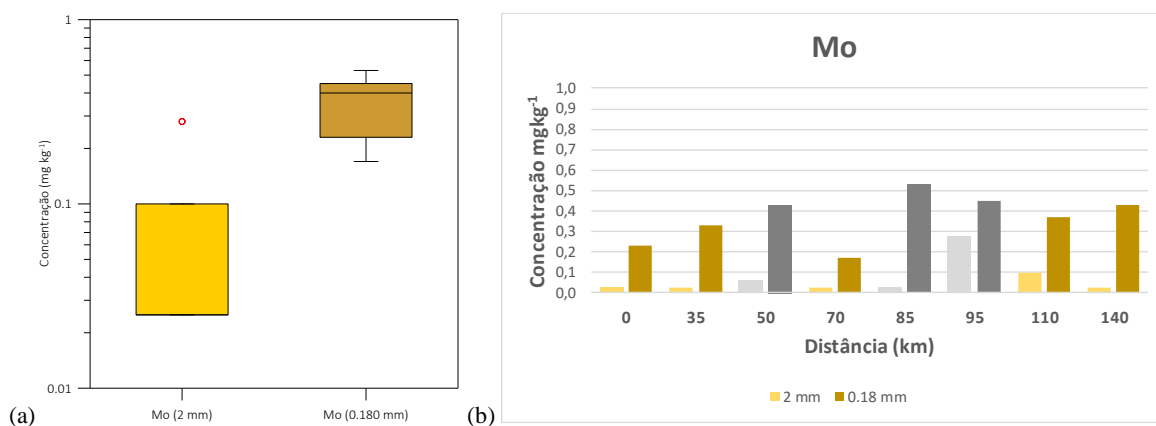 1
0.1
0.01
Concentração (mg kg⁻¹)
Mo (2 mm) Mo (0.180 mm)
(a)
Mo
Concentração mgkg⁻¹
1,0
0,9
0,8
0,7
0,6
0,5
0,4
0,3
0,2
0,1
0,0
0 35 50 70 85 95 110 140
Distância (km)
2 mm 0.18 mm
(b)